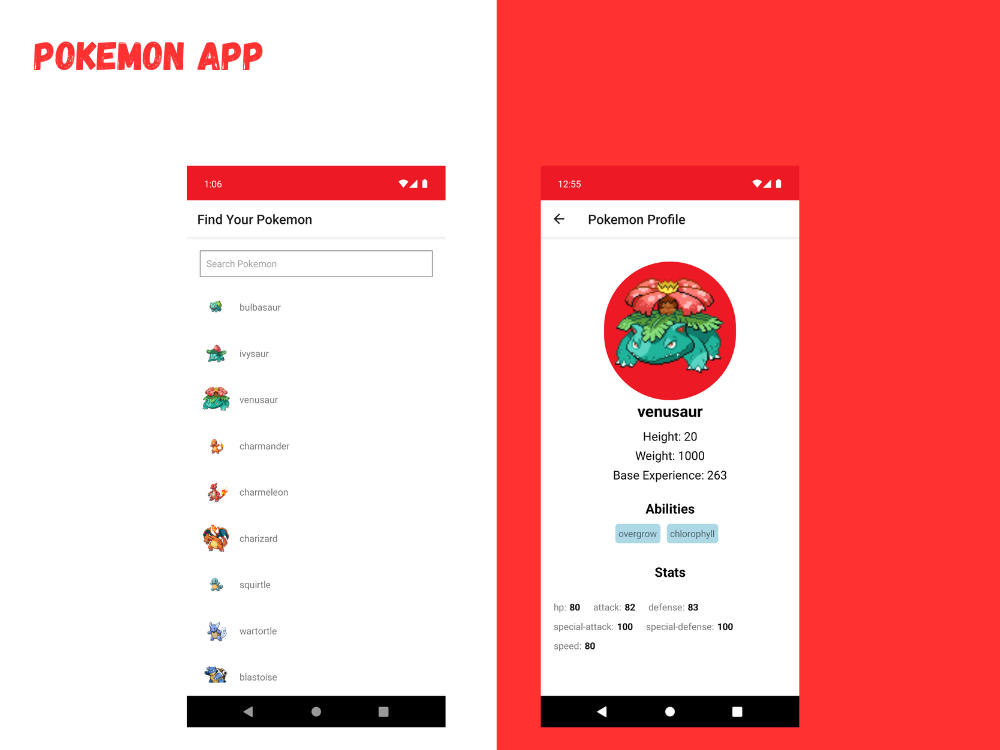 POKEMON APP
1:06
Find Your Pokemon
Search Pokemon
bulbasaur
ivysaur
venusaur
charmander
charmeleon
charizard
squirtle
wartortle
blastoise
12:55
Pokemon Profile
venusaur
Height: 20
Weight: 1000
Base Experience: 263
Abilities
overgrow chlorophyll
Stats
hp: 80 attack: 82 defense: 83
special-attack: 100 special-defense: 100
speed: 80